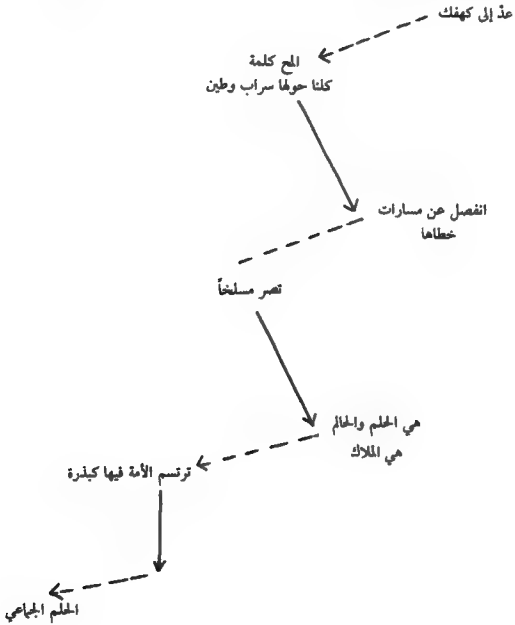 عدْ إلى كهفك
المح كلمة
كلنا حولها سراب وطين
انفصل عن مسارات
خطاها
تصر مسلخاً
هي الحلم والحالم
هي الملاك
ترتسم الأمة فيها كبذرة
الحلم الجماعي